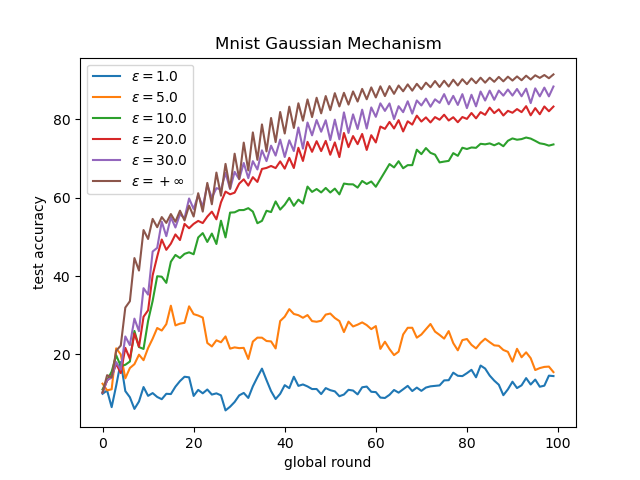 Mnist Gaussian Mechanism
ε = 1.0
ε = 5.0
ε = 10.0
ε = 20.0
ε = 30.0
ε = +∞
test accuracy
80
60
40
20
0 20 40 60 80 100
global round